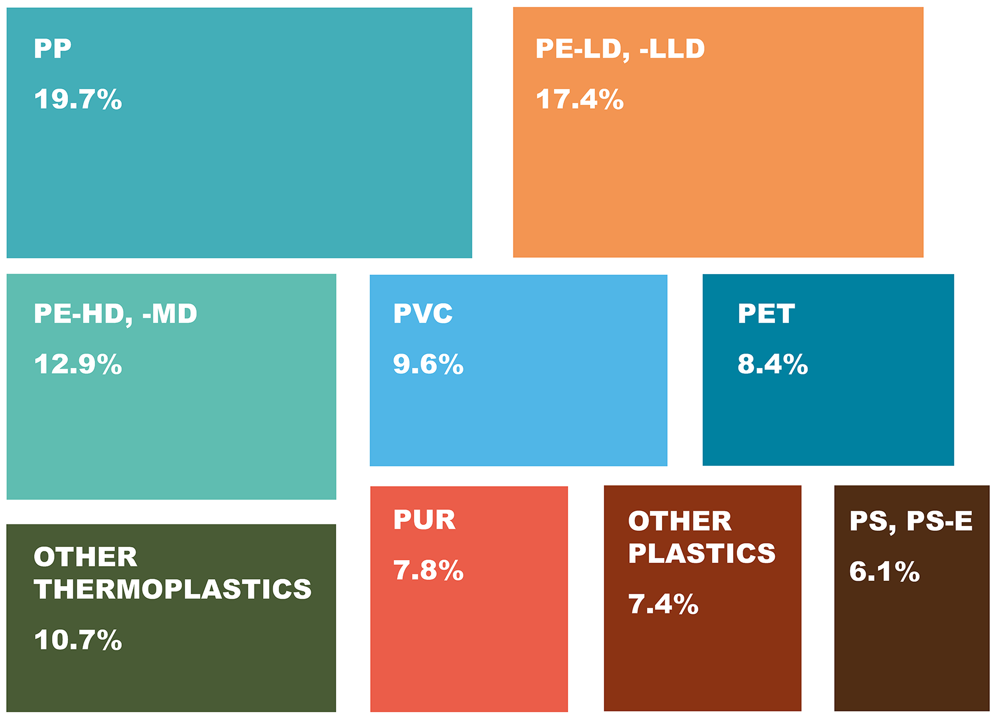 PP
19.7%
PE-LD, -LLD
17.4%
PE-HD, -MD
12.9%
PVC
9.6%
PET
8.4%
OTHER
THERMOPLASTICS
10.7%
PUR
7.8%
OTHER
PLASTICS
7.4%
PS, PS-E
6.1%